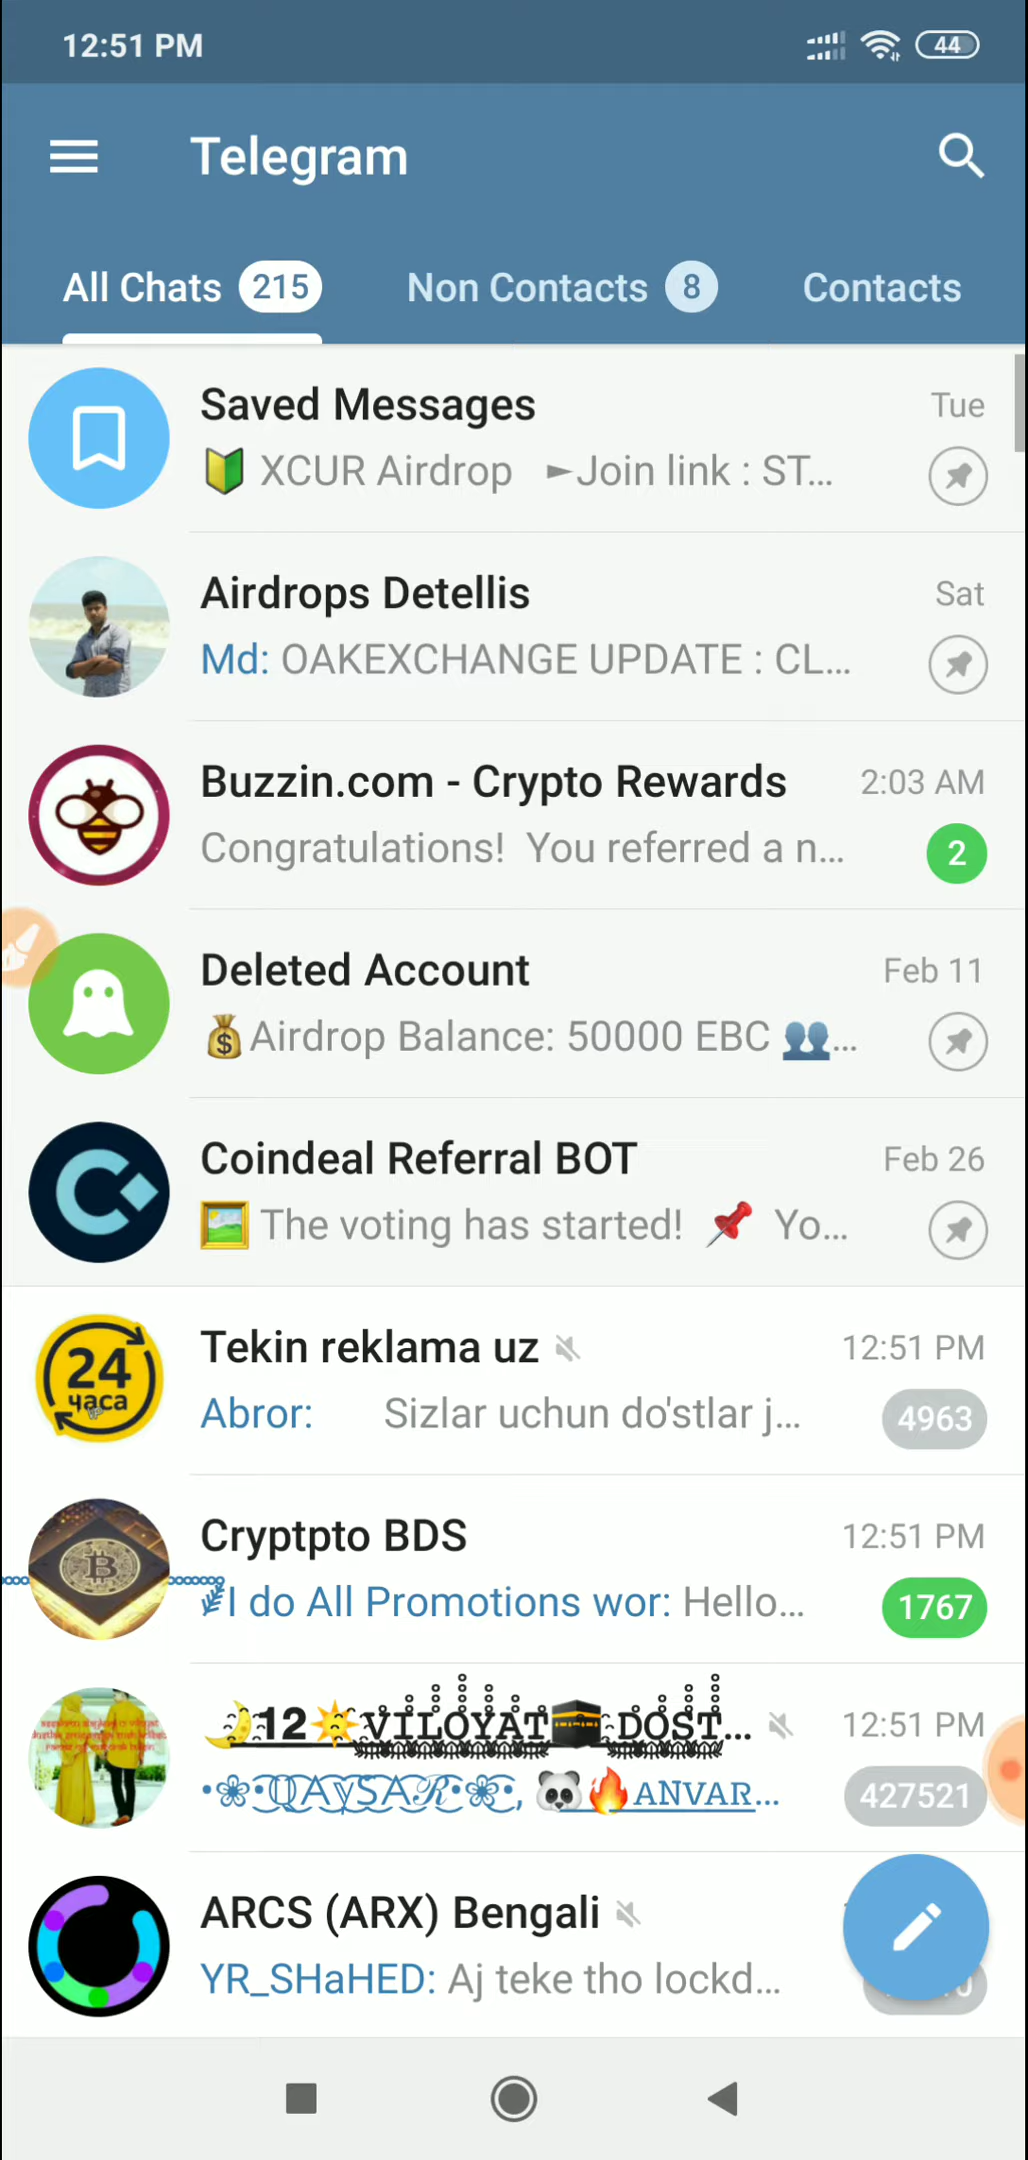 12:51 PM 44
Telegram
All Chats 215 Non Contacts 8 Contacts
Saved Messages Tue
🔰 XCUR Airdrop ►Join link : ST...
Airdrops Detellis Sat
Md: OAKEXCHANGE UPDATE : CL...
Buzzin.com - Crypto Rewards 2:03 AM
Congratulations! You referred a n... 2
Deleted Account Feb 11
💰Airdrop Balance: 50000 EBC 👥...
Coindeal Referral BOT Feb 26
🖼 The voting has started! 📌 Yo...
24
часа
Tekin reklama uz 12:51 PM
Abror: Sizlar uchun do'stlar j... 4963
Cryptpto BDS 12:51 PM
I do All Promotions wor: Hello... 1767
🌙12☀️VILOYAT🕋DOST... 12:51 PM
•❀•QAYSAR•❀•, 🐼🔥ANVAR... 427521
ARCS (ARX) Bengali
YR_SHaHED: Aj teke tho lockd...